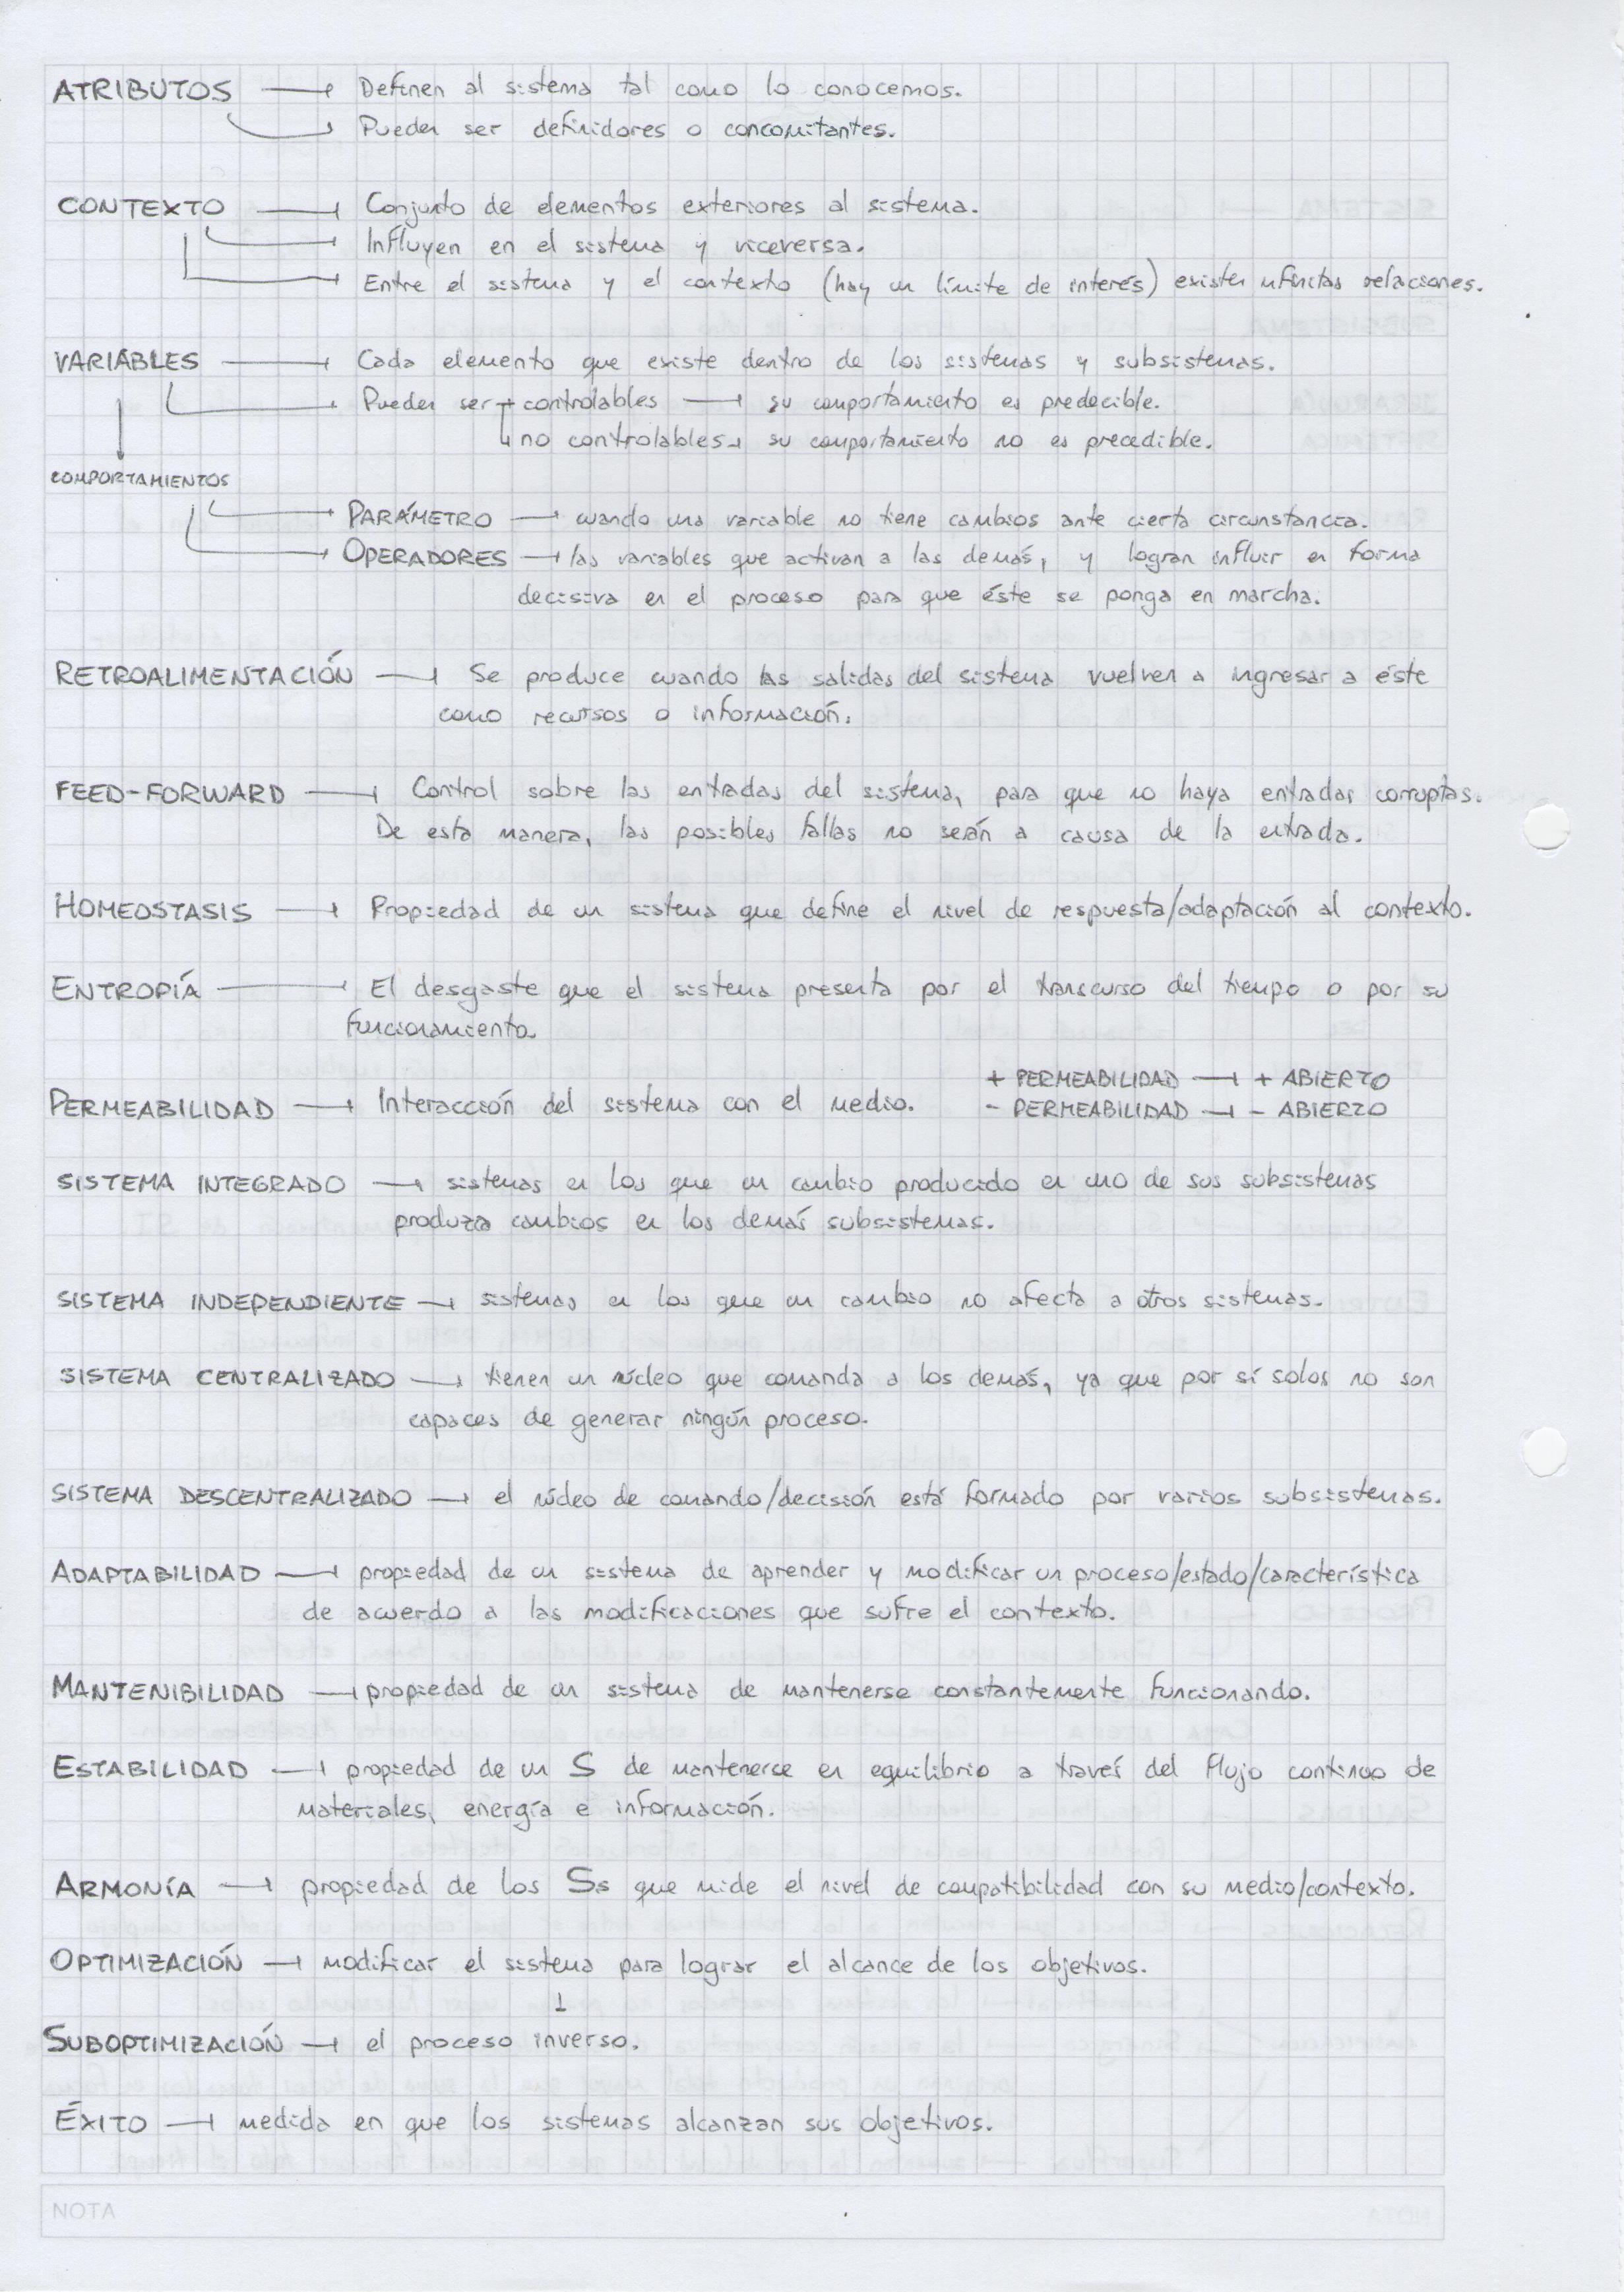 ATRIBUTOS → Definen al sistema tal como lo conocemos.
→ Pueden ser definidores o concomitantes.
CONTEXTO → Conjunto de elementos exteriores al sistema.
→ Influyen en el sistema y viceversa.
→ Entre el sistema y el contexto (hay un límite de interés) existen infinitas relaciones.
VARIABLES → Cada elemento que existe dentro de los sistemas y subsistemas.
→ Pueden ser → controlables → su comportamiento es predecible.
→ no controlables → su comportamiento no es precedible.
COMPORTAMIENTOS
→ PARÁMETRO → cuando una variable no tiene cambios ante cierta circunstancia.
→ OPERADORES → las variables que activan a las demás, y logran influir en forma
decisiva en el proceso para que éste se ponga en marcha.
RETROALIMENTACIÓN → Se produce cuando las salidas del sistema vuelven a ingresar a éste
como recursos o información.
FEED-FORWARD → Control sobre las entradas del sistema, para que no haya entradas corruptas.
De esta manera, las posibles fallas no serán a causa de la entrada.
HOMEOSTASIS → Propiedad de un sistema que define el nivel de respuesta/adaptación al contexto.
ENTROPÍA → El desgaste que el sistema presenta por el transcurso del tiempo o por su
funcionamiento.
+ PERMEABILIDAD → + ABIERTO
PERMEABILIDAD → Interacción del sistema con el medio.
- PERMEABILIDAD → - ABIERTO
SISTEMA INTEGRADO → sistemas en los que un cambio producido en uno de sus subsistemas
produzca cambios en los demás subsistemas.
SISTEMA INDEPENDIENTE → sistemas en los que un cambio no afecta a otros sistemas.
SISTEMA CENTRALIZADO → tienen un núcleo que comanda a los demás, ya que por sí solos no son
capaces de generar ningún proceso.
SISTEMA DESCENTRALIZADO → el núcleo de comando/decisión está formado por varios subsistemas.
ADAPTABILIDAD → propiedad de un sistema de aprender y modificar un proceso/estado/característica
de acuerdo a las modificaciones que sufre el contexto.
MANTENIBILIDAD → propiedad de un sistema de mantenerse constantemente funcionando.
ESTABILIDAD → propiedad de un S de mantenerse en equilibrio a través del flujo continuo de
materiales, energía e información.
ARMONÍA → propiedad de los Ss que mide el nivel de compatibilidad con su medio/contexto.
OPTIMIZACIÓN → modificar el sistema para lograr el alcance de los objetivos.
↓
SUBOPTIMIZACIÓN → el proceso inverso.
ÉXITO → medida en que los sistemas alcanzan sus objetivos.
NOTA